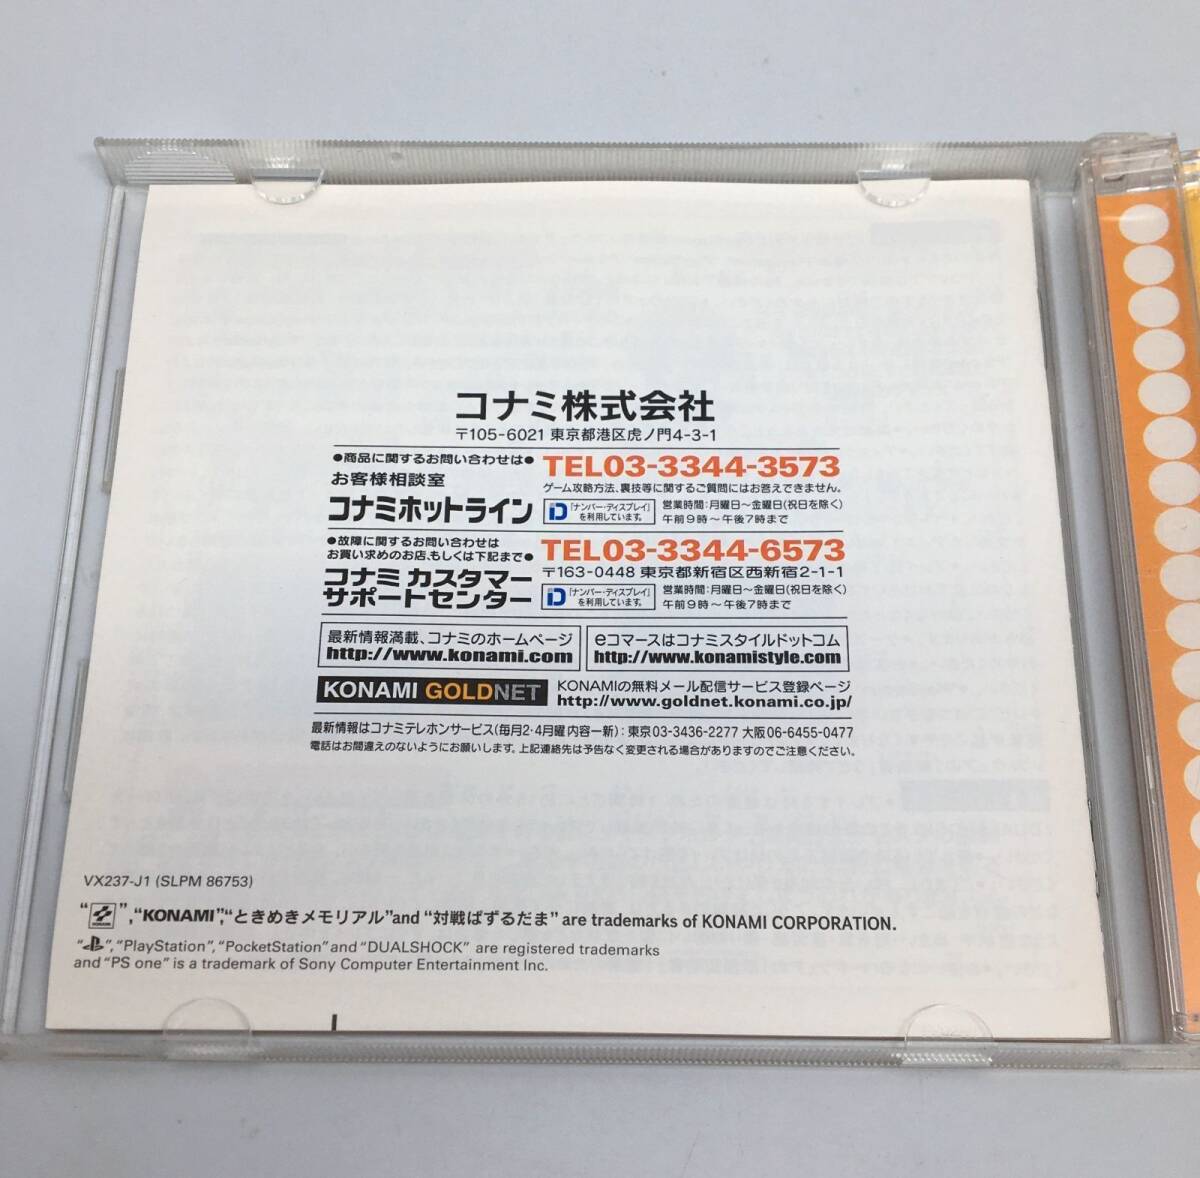 コナミ株式会社
〒105-6021 東京都港区虎ノ門4-3-1
●商品に関するお問い合わせは●
お客様相談室
コナミホットライン
TEL03-3344-3573
ゲーム攻略方法、裏技等に関するご質問にはお答えできません。
D 「ナンバー・ディスプレイ」
を利用しています。
営業時間：月曜日～金曜日(祝日を除く)
午前9時～午後7時まで
●故障に関するお問い合わせは
お買い求めのお店、もしくは下記まで●
コナミ カスタマー
サポートセンター
TEL03-3344-6573
〒163-0448 東京都新宿区西新宿2-1-1
D 「ナンバー・ディスプレイ」
を利用しています。
営業時間：月曜日～金曜日(祝日を除く)
午前9時～午後7時まで
最新情報満載、コナミのホームページ
http://www.konami.com
eコマースはコナミスタイルドットコム
http://www.konamistyle.com
KONAMI GOLDNET
KONAMIの無料メール配信サービス登録ページ
http://www.goldnet.konami.co.jp/
最新情報はコナミテレホンサービス(毎月2・4月曜内容一新)：東京03-3436-2277 大阪06-6455-0477
電話はお間違えのないようにお願いします。上記連絡先は予告なく変更される場合がありますのでご注意ください。
VX237-J1 (SLPM 86753)
“KONAMI”,“KONAMI”,“ときめきメモリアル”and “対戦ぱずるだま” are trademarks of KONAMI CORPORATION.
“ ”, “PlayStation”, “PocketStation” and “DUALSHOCK” are registered trademarks
and “PS one” is a trademark of Sony Computer Entertainment Inc.